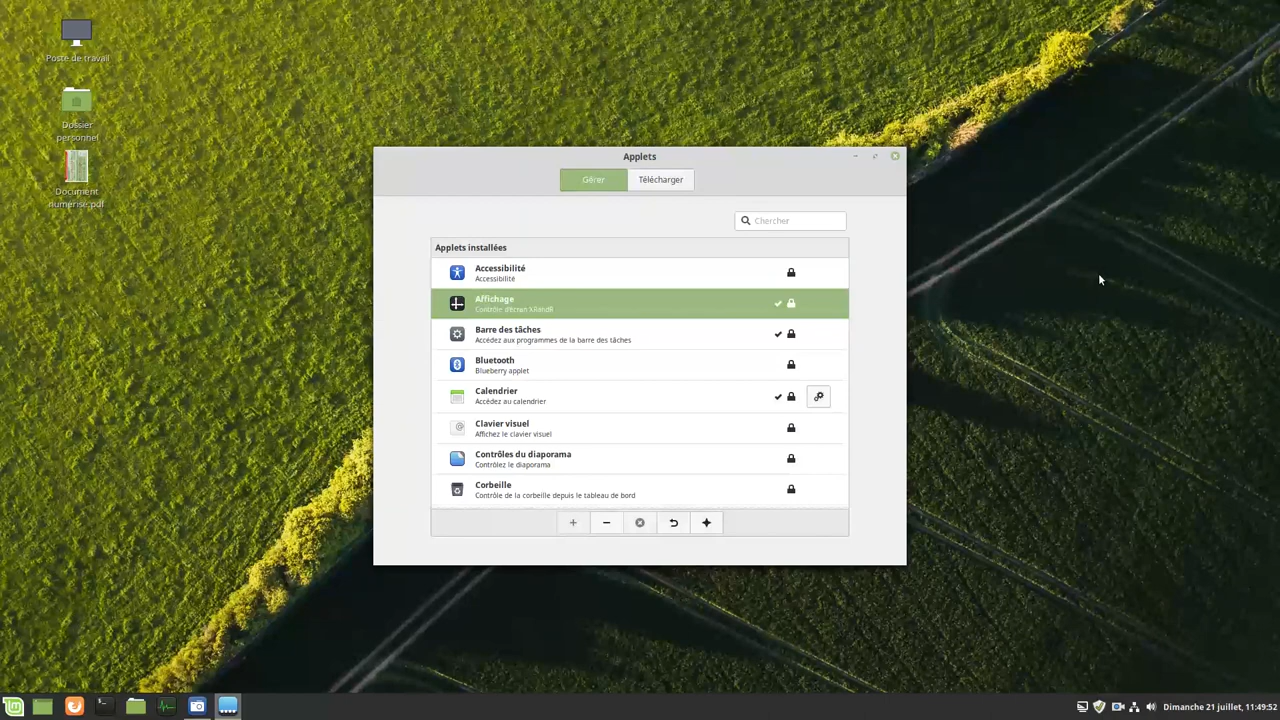 Poste de travail
Dossier
personnel
Document
numérisé.pdf
Applets
Gérer
Télécharger
Chercher
Applets installées
Accessibilité
Accessibilité
Affichage
Contrôle d'écran XRandR
Barre des tâches
Accédez aux programmes de la barre des tâches
Bluetooth
Blueberry applet
Calendrier
Accédez au calendrier
Clavier visuel
Affichez le clavier visuel
Contrôles du diaporama
Contrôlez le diaporama
Corbeille
Contrôle de la corbeille depuis le tableau de bord
Dimanche 21 juillet, 11:49:52